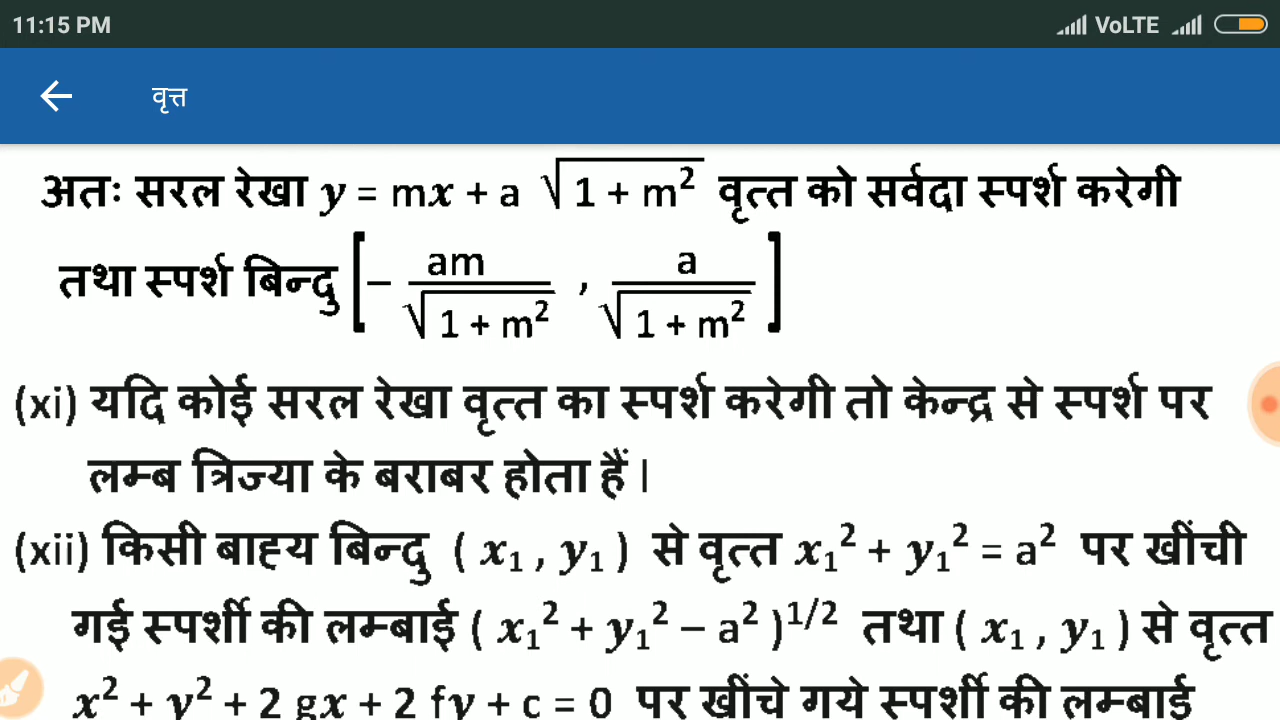 11:15 PM VoLTE
वृत्त
अतः सरल रेखा y = mx + a √(1 + m²) वृत्त को सर्वदा स्पर्श करेगी
तथा स्पर्श बिन्दु [− am/√(1 + m²) , a/√(1 + m²)]
(xi) यदि कोई सरल रेखा वृत्त का स्पर्श करेगी तो केन्द्र से स्पर्श पर
लम्ब त्रिज्या के बराबर होता हैं ।
(xii) किसी बाह्य बिन्दु ( x₁ , y₁ ) से वृत्त x₁² + y₁² = a² पर खींची
गई स्पर्शी की लम्बाई ( x₁² + y₁² − a² )^1/2 तथा ( x₁ , y₁ ) से वृत्त
x² + y² + 2 gx + 2 fy + c = 0 पर खींचे गये स्पर्शी की लम्बाई